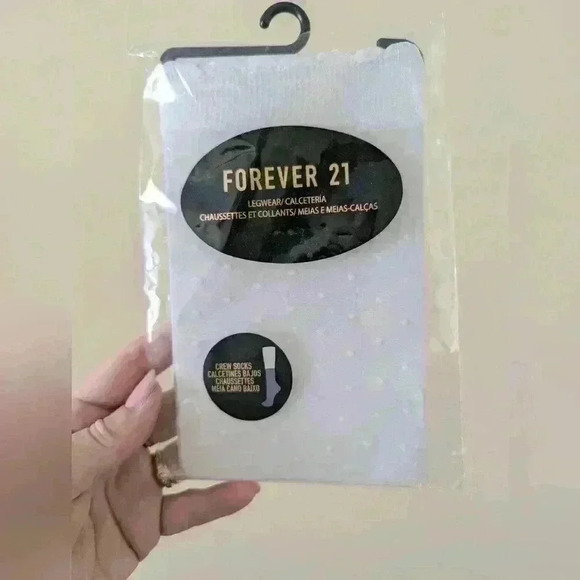 FOREVER 21
LEGWEAR/ CALCETERÍA
CHAUSSETTES ET COLLANTS/ MEIAS E MEIAS-CALÇAS
CREW SOCKS
CALCETINES BAJOS
CHAUSSETTES
MEIA CANO BAIXO